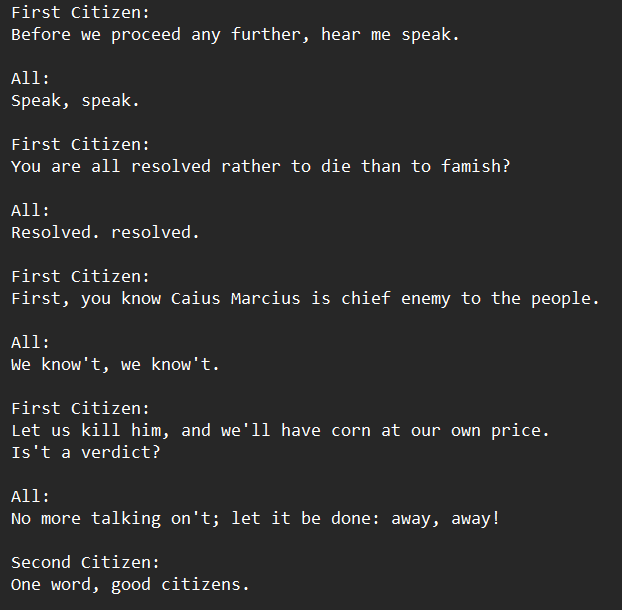 First Citizen:
Before we proceed any further, hear me speak.
All:
Speak, speak.
First Citizen:
You are all resolved rather to die than to famish?
All:
Resolved. resolved.
First Citizen:
First, you know Caius Marcius is chief enemy to the people.
All:
We know't, we know't.
First Citizen:
Let us kill him, and we'll have corn at our own price.
Is't a verdict?
All:
No more talking on't; let it be done: away, away!
Second Citizen:
One word, good citizens.